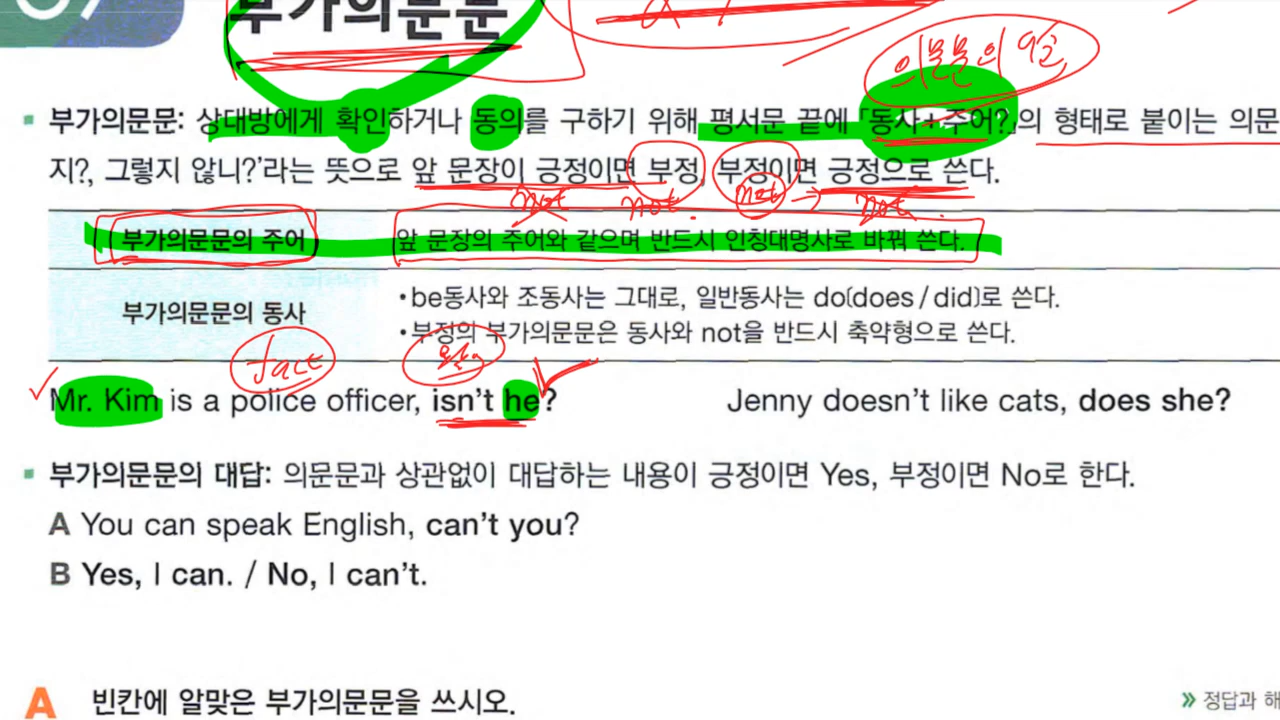 부가의문문
의문문의
부가의문문: 상대방에게 확인하거나 동의를 구하기 위해 평서문 끝에 「동사+주어?」의 형태로 붙이는 의문
지?, 그렇지 않니?'라는 뜻으로 앞 문장이 긍정이면 부정, 부정이면 긍정으로 쓴다.
not not. not → not.
부가의문문의 주어 앞 문장의 주어와 같으며 반드시 인칭대명사로 바꿔 쓴다.
부가의문문의 동사
•be동사와 조동사는 그대로, 일반동사는 do(does / did)로 쓴다.
•부정의 부가의문문은 동사와 not을 반드시 축약형으로 쓴다.
fact
Mr. Kim is a police officer, isn't he? Jenny doesn't like cats, does she?
부가의문문의 대답: 의문문과 상관없이 대답하는 내용이 긍정이면 Yes, 부정이면 No로 한다.
A You can speak English, can't you?
B Yes, I can. / No, I can't.
A 빈칸에 알맞은 부가의문문을 쓰시오.
» 정답과 해